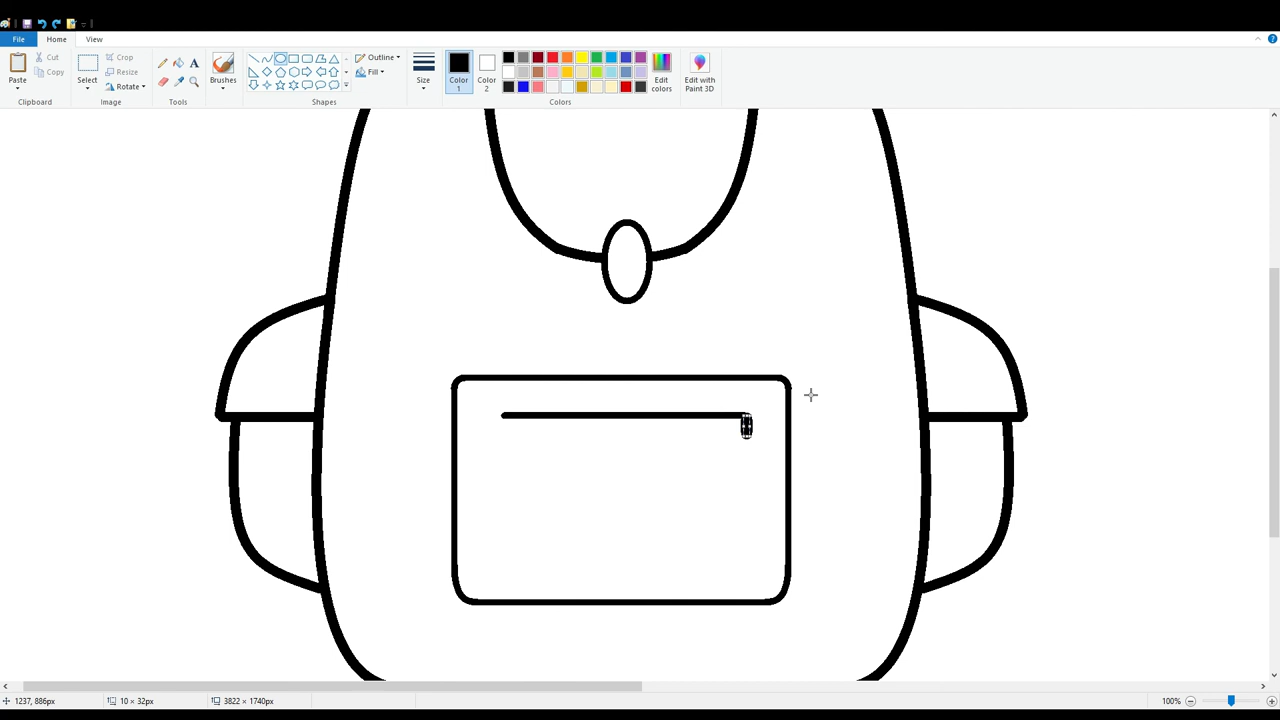 File Home View
Paste
Cut
Copy
Clipboard
Select
Crop
Resize
Rotate
Image
A
Tools
Brushes
Outline
Fill
Shapes
Size
Color 1
Color 2
Edit colors
Colors
Edit with Paint 3D
1237, 886px 10 × 32px 3822 × 1740px 100%